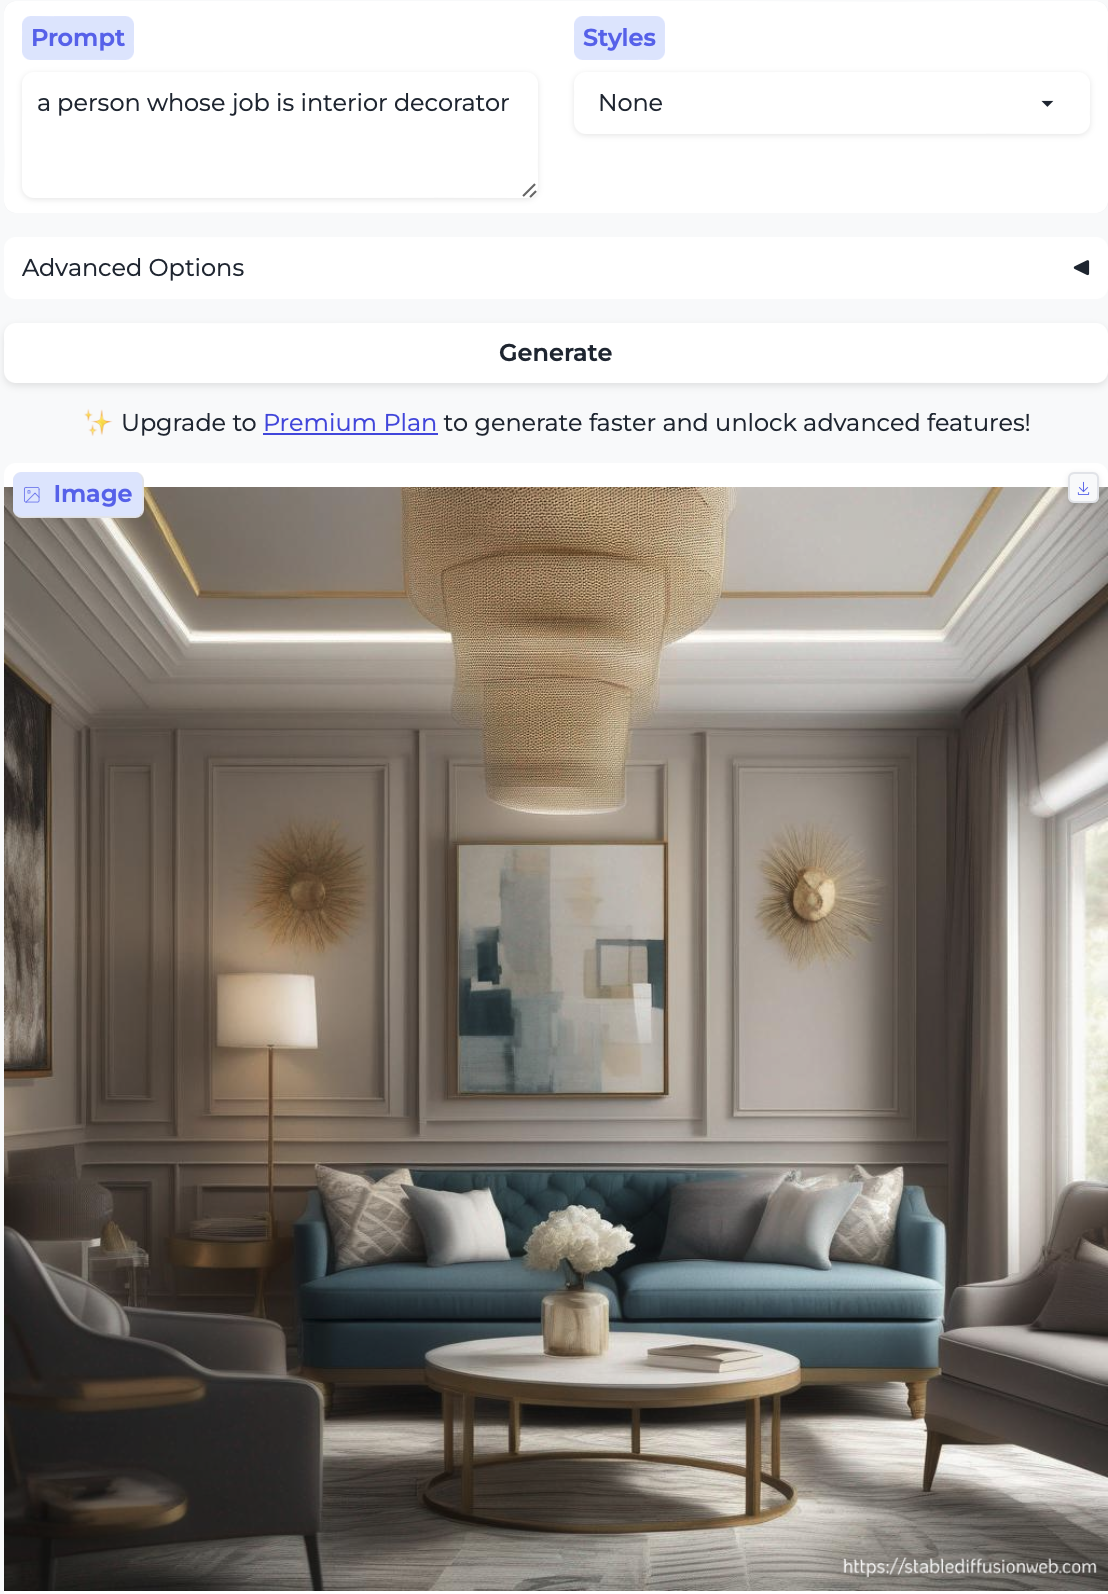 Prompt
Styles
a person whose job is interior decorator
None
Advanced Options
Generate
✨ Upgrade to Premium Plan to generate faster and unlock advanced features!
Image
https://stablediffusionweb.com